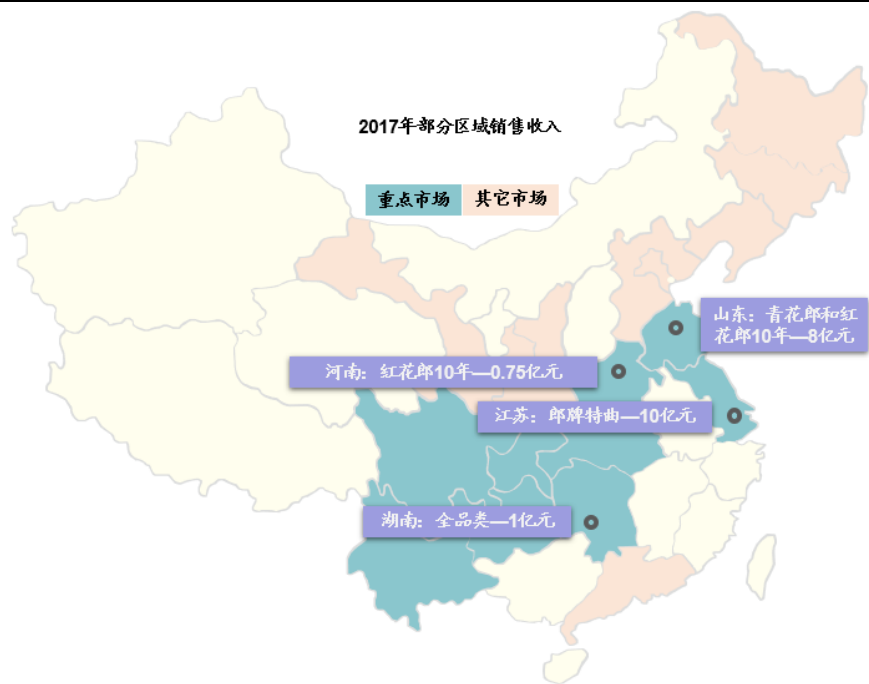 2017年部分区域销售收入
重点市场
其它市场
山东：青花郎和红
花郎10年—8亿元
河南：红花郎10年—0.75亿元
江苏：郎牌特曲—10亿元
湖南：全品类—1亿元